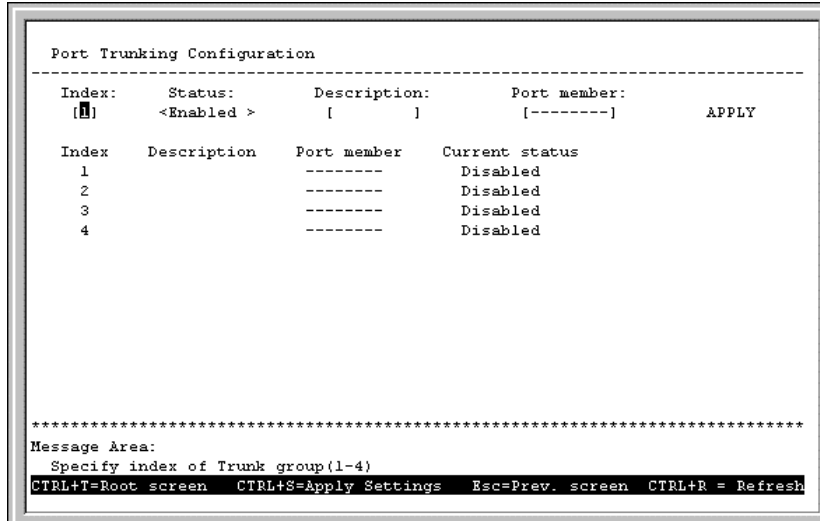 Port Trunking Configuration
--------------------------------------------------------------------------------
Index: Status: Description: Port member:
[1] <Enabled > [ ] [--------] APPLY
Index Description Port member Current status
1 -------- Disabled
2 -------- Disabled
3 -------- Disabled
4 -------- Disabled
********************************************************************************
Message Area:
Specify index of Trunk group(1-4)
CTRL+T=Root screen CTRL+S=Apply Settings Esc=Prev. screen CTRL+R = Refresh